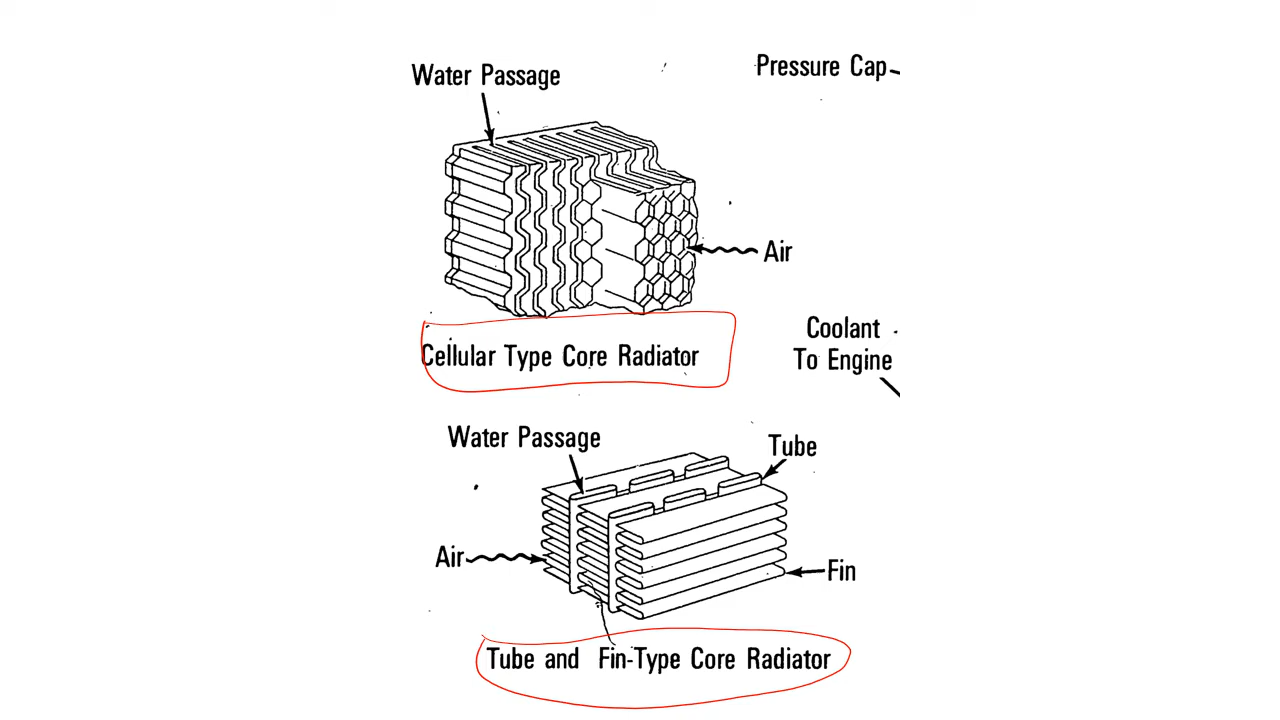 Water Passage
Pressure Cap
Air
Cellular Type Core Radiator
Coolant
To Engine
Water Passage
Tube
Air
Fin
Tube and Fin-Type Core Radiator